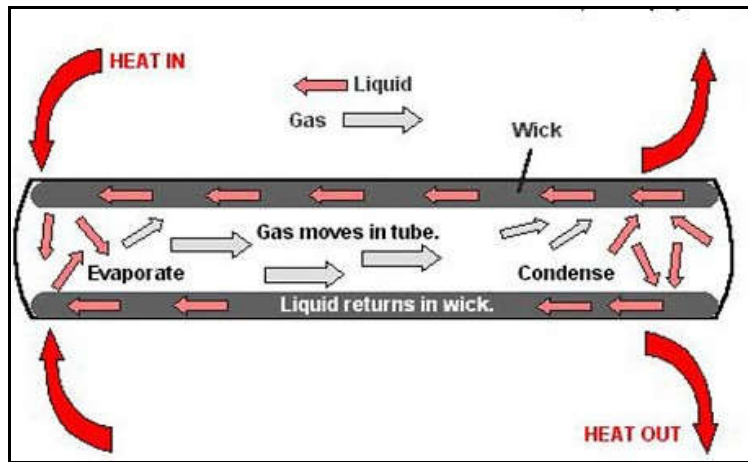 HEAT IN
Liquid
Gas
Wick
Gas moves in tube.
Evaporate
Condense
Liquid returns in wick.
HEAT OUT